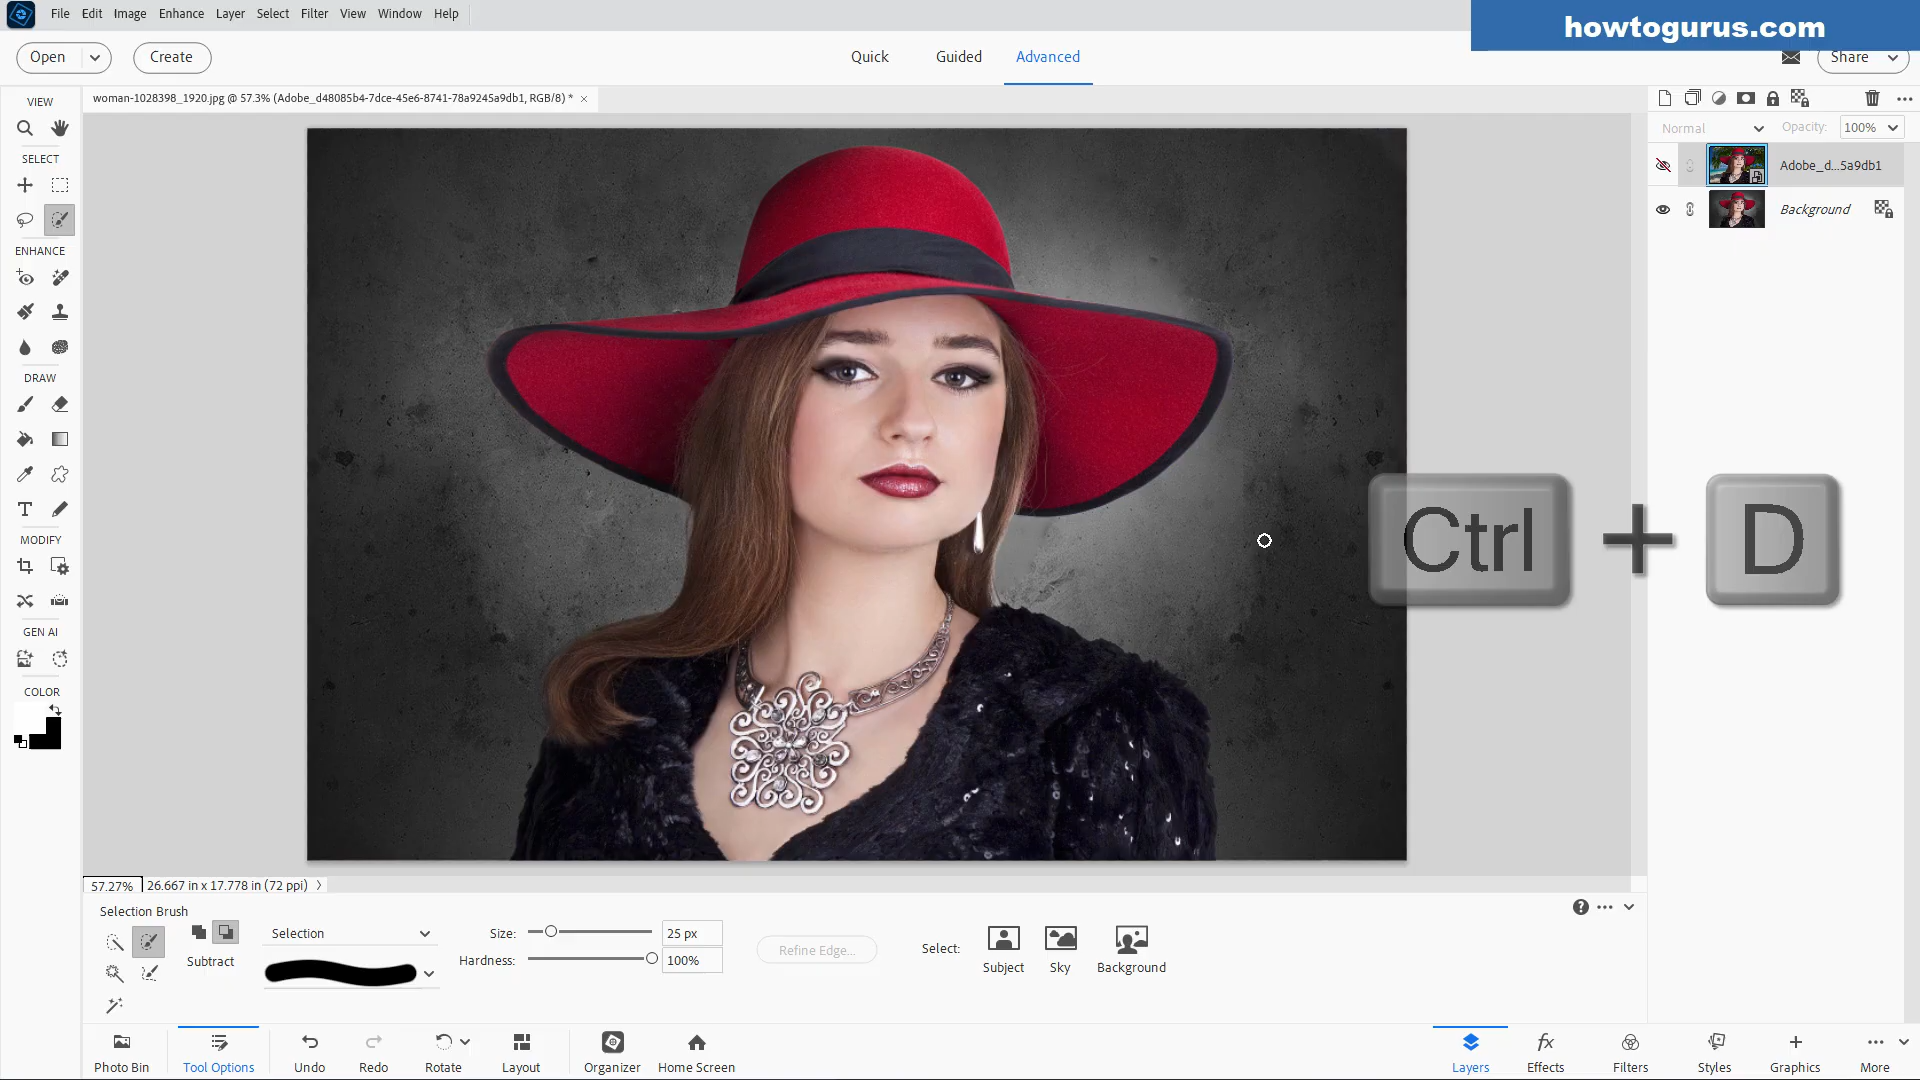 File Edit Image Enhance Layer Select Filter View Window Help
howtogurus.com
Open Create Quick Guided Advanced Share
VIEW
woman-1028398_1920.jpg @ 57.3% (Adobe_d48085b4-7dce-45e6-8741-78a9245a9db1, RGB/8) * ×
Normal Opacity: 100%
SELECT
Adobe_d...5a9db1
Background
ENHANCE
DRAW
T
Ctrl + D
MODIFY
GEN AI
COLOR
57.27% 26.667 in x 17.778 in (72 ppi) >
Selection Brush
Selection
Subtract
Size: 25 px
Hardness: 100%
Refine Edge...
Select: Subject Sky Background
Photo Bin Tool Options Undo Redo Rotate Layout Organizer Home Screen
fx
Layers Effects Filters Styles Graphics More